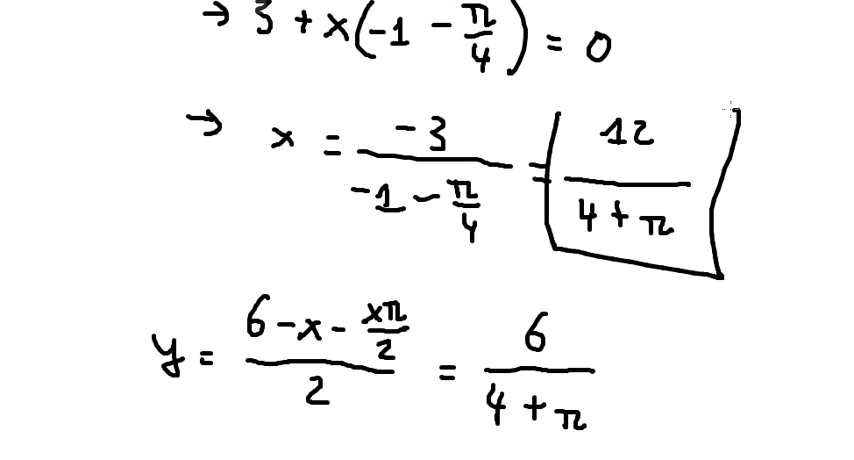 → 3 + x(-1 - π/4) = 0
→ x = -3/(-1 - π/4) = 12/(4 + π)
y = (6 - x - xπ/2)/2 = 6/(4 + π)